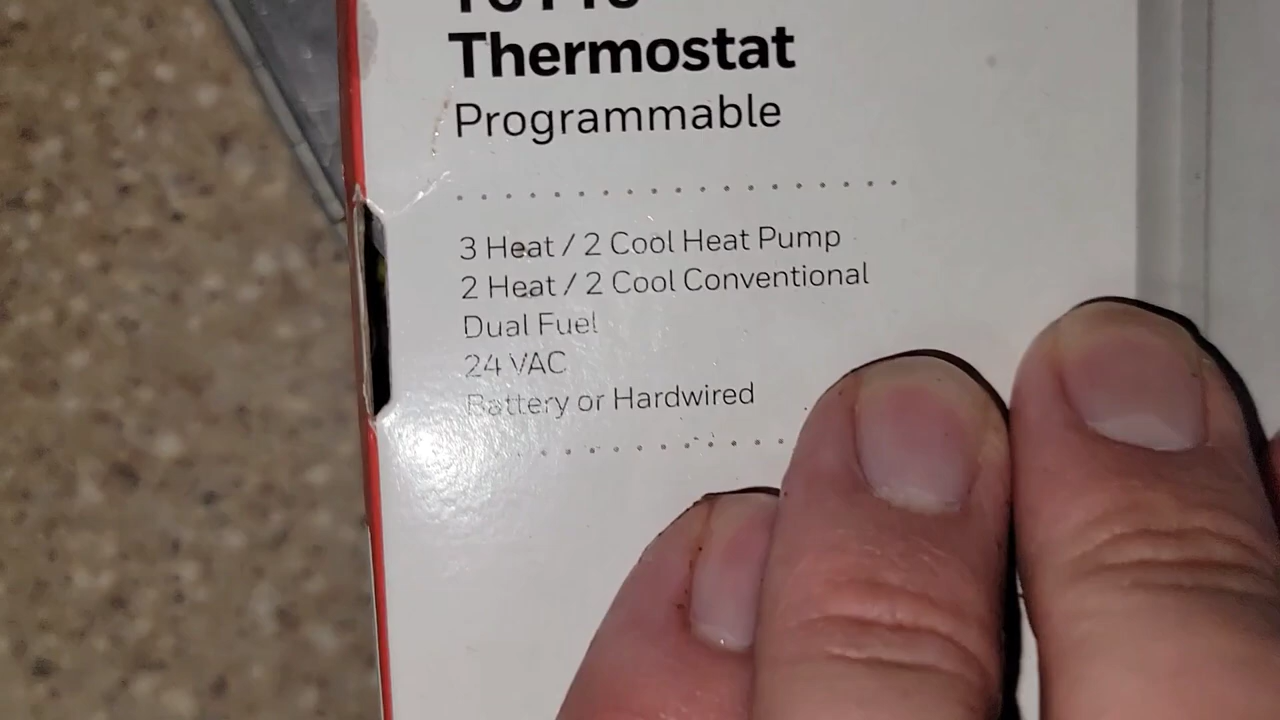 Thermostat
Programmable
3 Heat / 2 Cool Heat Pump
2 Heat / 2 Cool Conventional
Dual Fuel
24 VAC
Battery or Hardwired